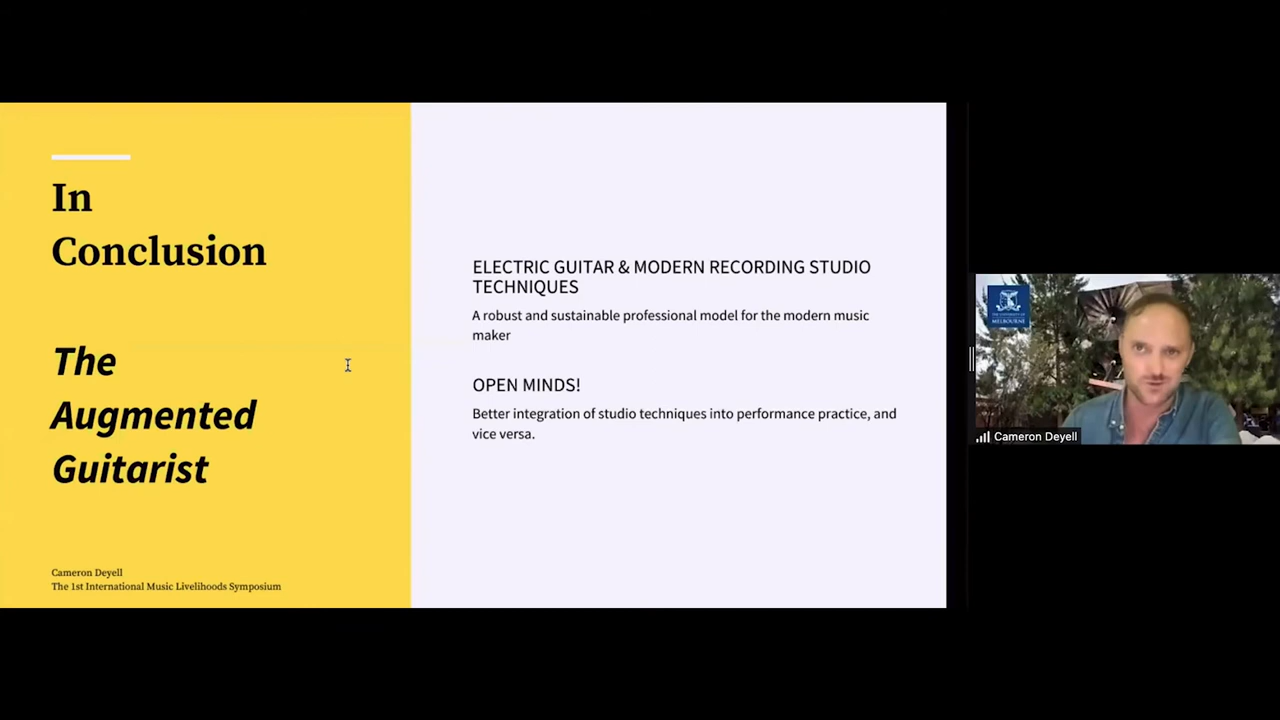 In
Conclusion
The
Augmented
Guitarist
Cameron Deyell
The 1st International Music Livelihoods Symposium
ELECTRIC GUITAR & MODERN RECORDING STUDIO
TECHNIQUES
A robust and sustainable professional model for the modern music
maker
OPEN MINDS!
Better integration of studio techniques into performance practice, and
vice versa.
MELBOURNE
Cameron Deyell